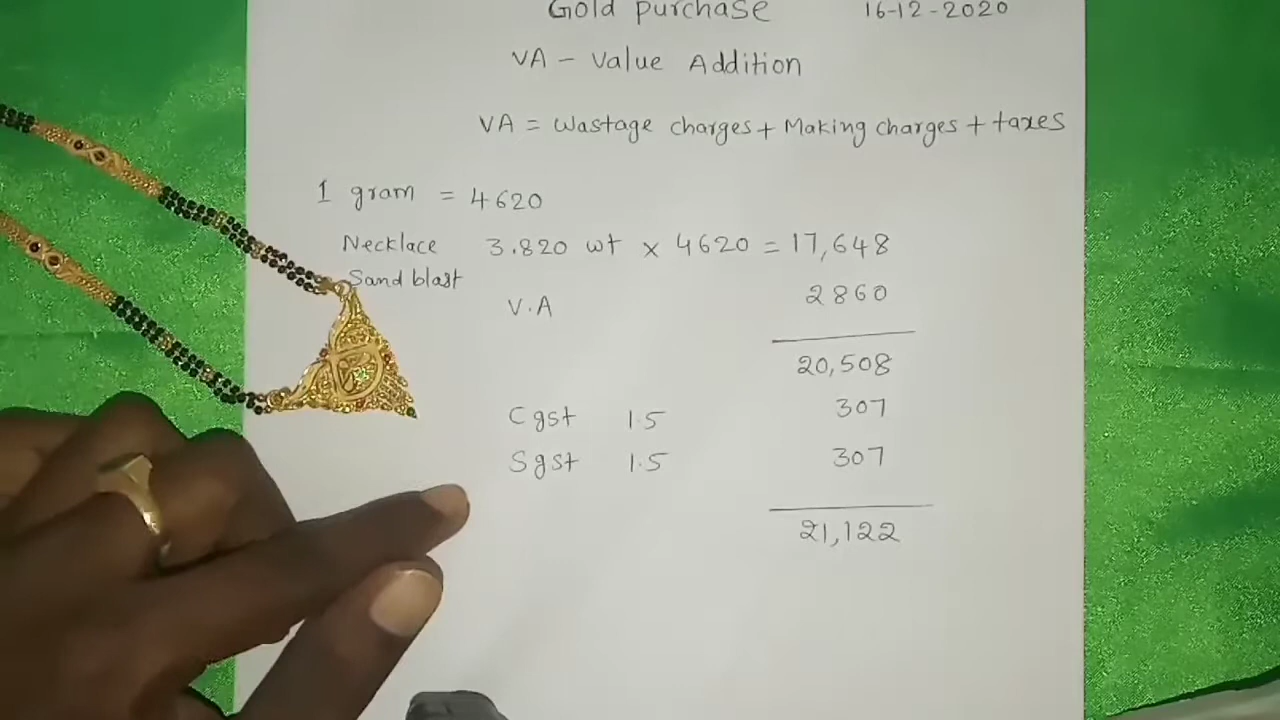 Gold purchase 16-12-2020
VA - Value Addition
VA = Wastage charges + Making charges + taxes
1 gram = 4620
Necklace 3.820 wt x 4620 = 17,648
Sand blast
V.A 2860
20,508
Cgst 1.5 307
Sgst 1.5 307
21,122